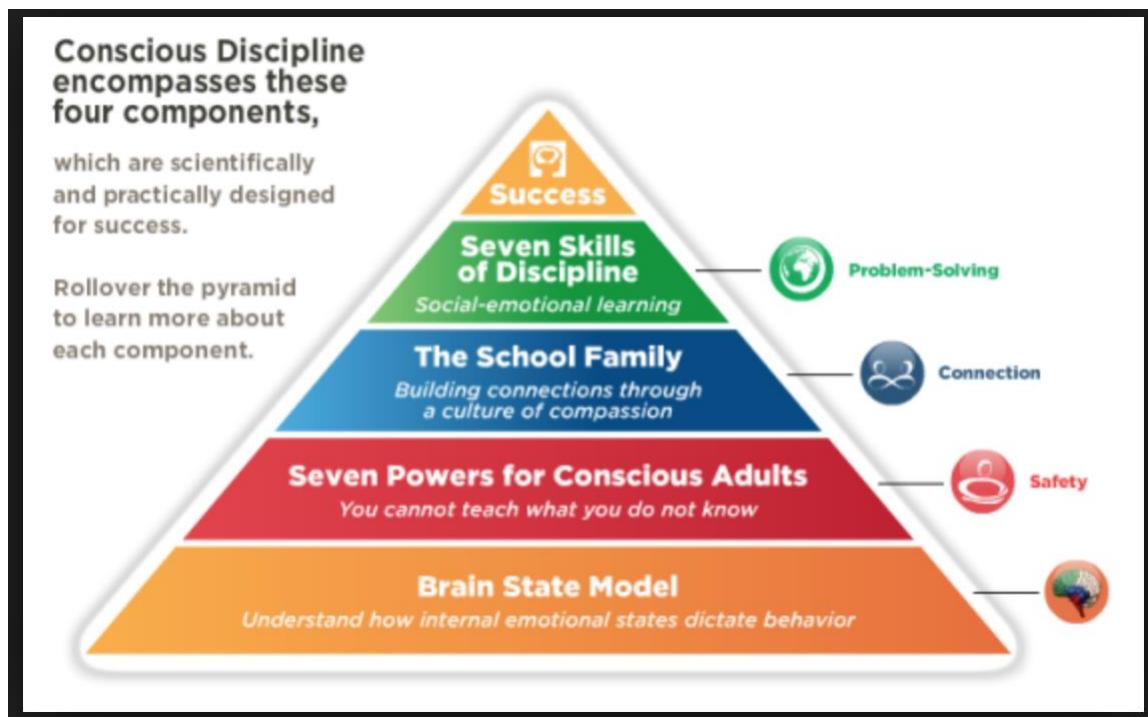 Conscious Discipline
encompasses these
four components,
which are scientifically
and practically designed
for success.
Rollover the pyramid
to learn more about
each component.
Success
Seven Skills
of Discipline
Social-emotional learning
Problem-Solving
The School Family
Building connections through
a culture of compassion
Connection
Seven Powers for Conscious Adults
You cannot teach what you do not know
Safety
Brain State Model
Understand how internal emotional states dictate behavior